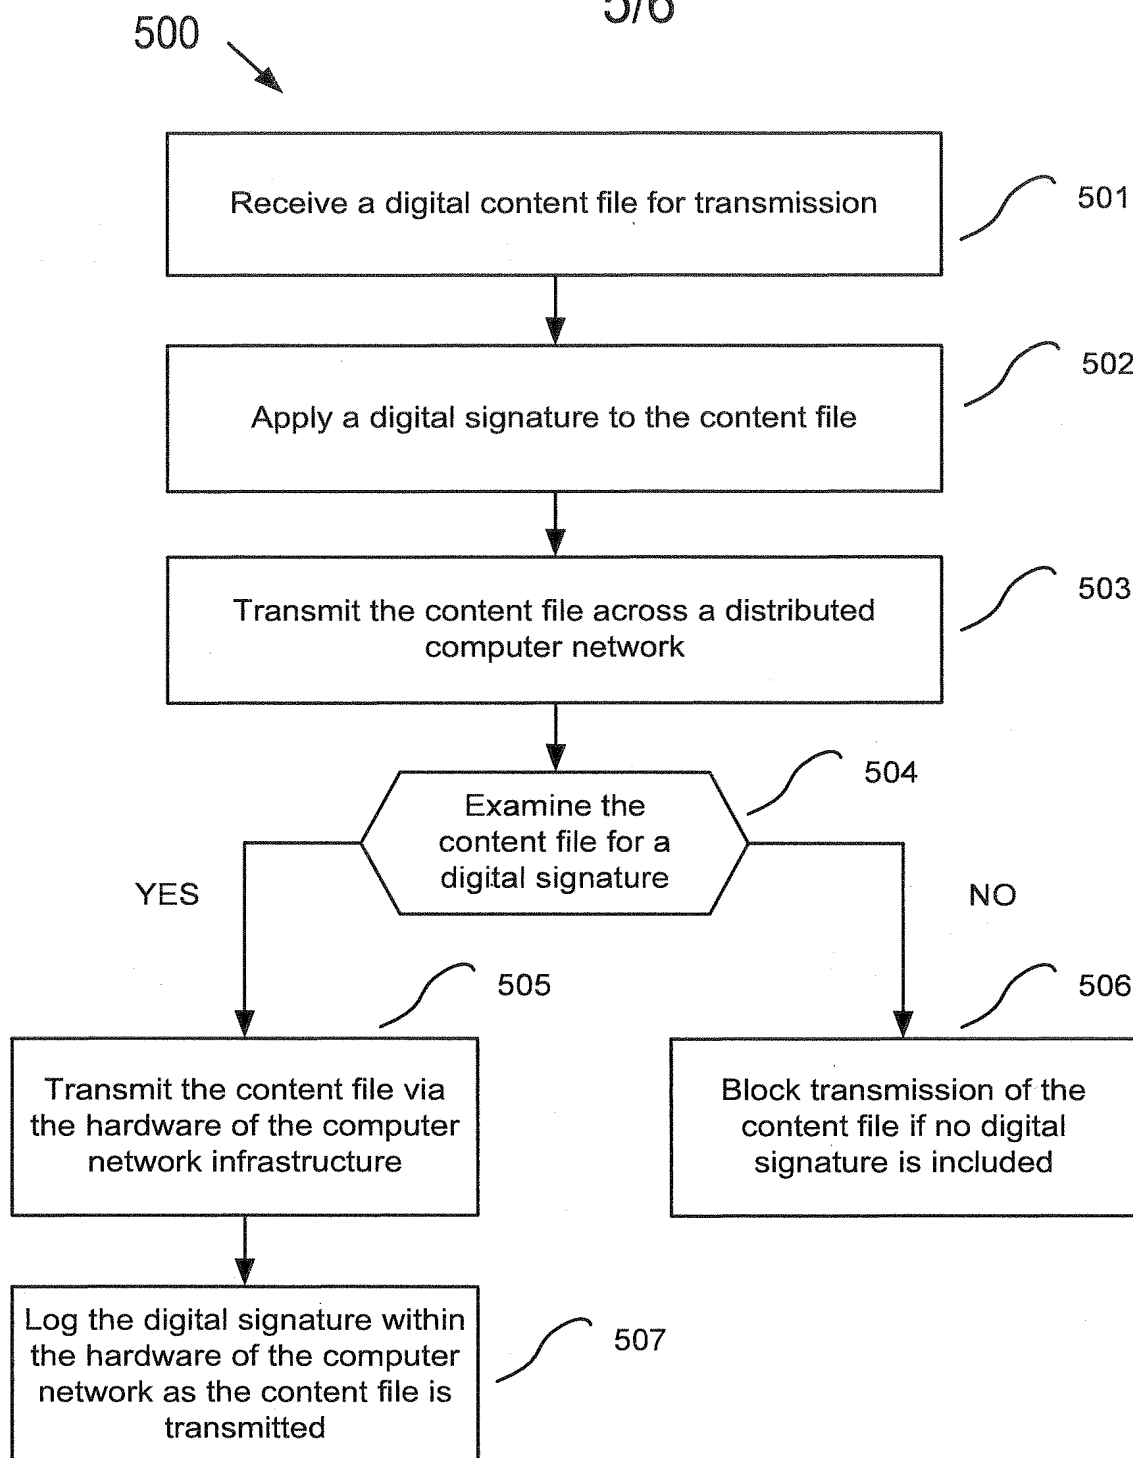 5/6
500
Receive a digital content file for transmission
501
Apply a digital signature to the content file
502
Transmit the content file across a distributed
computer network
503
Examine the
content file for a
digital signature
504
YES
NO
505
506
Transmit the content file via
the hardware of the computer
network infrastructure
Block transmission of the
content file if no digital
signature is included
Log the digital signature within
the hardware of the computer
network as the content file is
transmitted
507